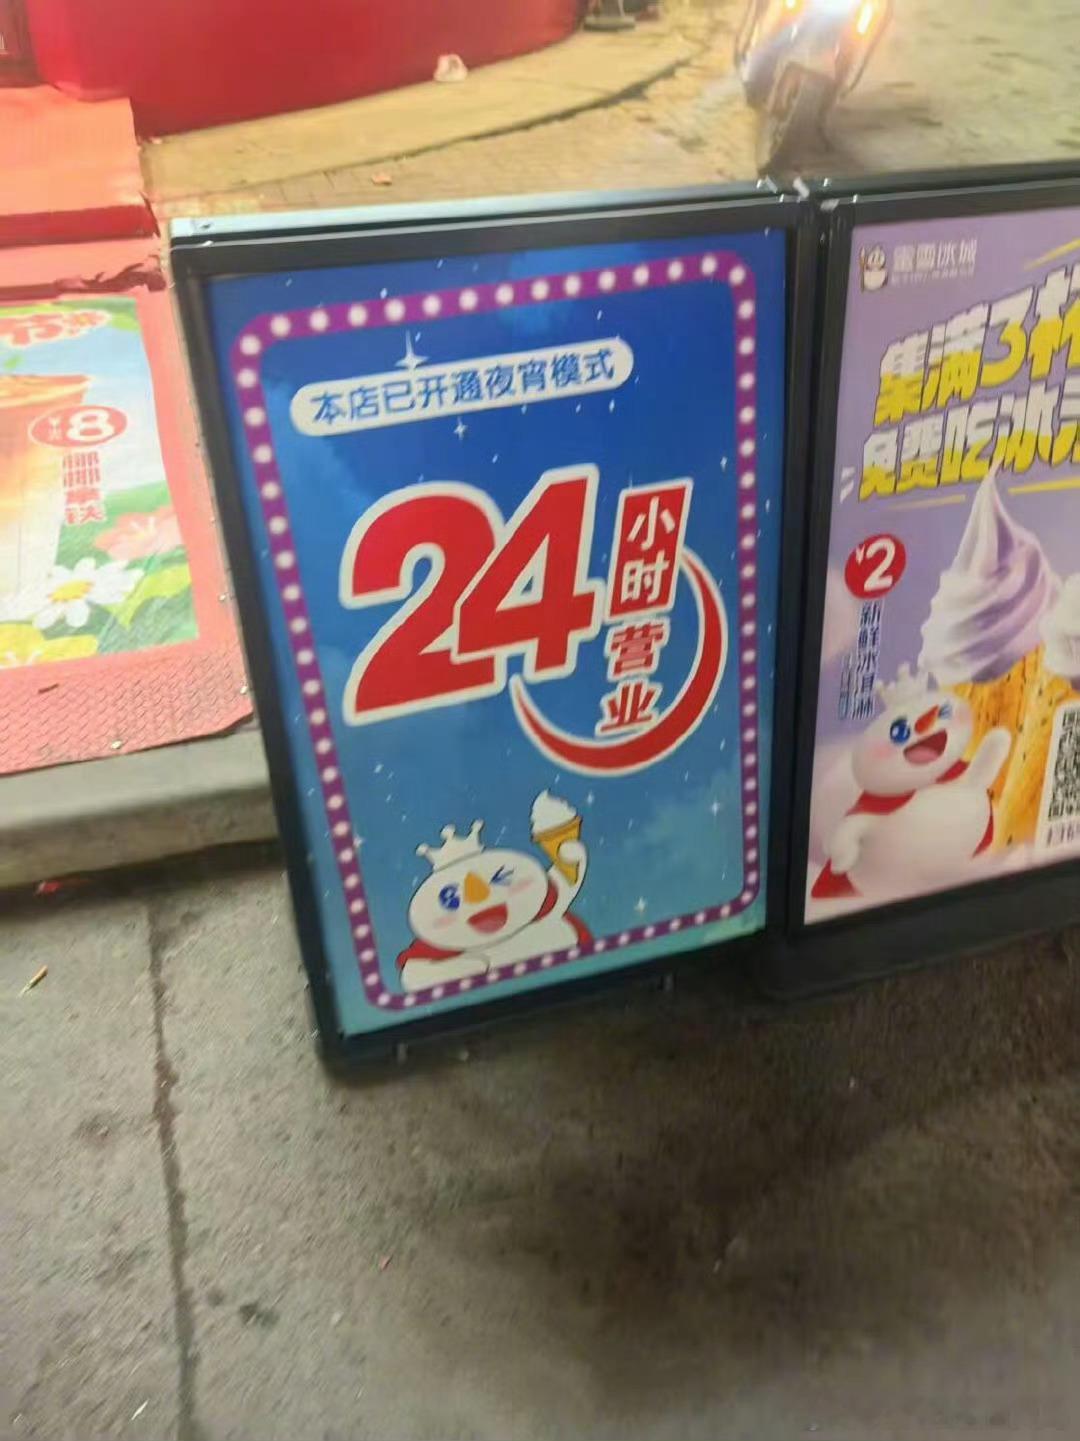 ¥8
椰椰拿铁
本店已开通夜宵模式
24
小时
营业
蜜雪冰城
集满3杯
免费吃冰
¥2
新鲜冰淇淋